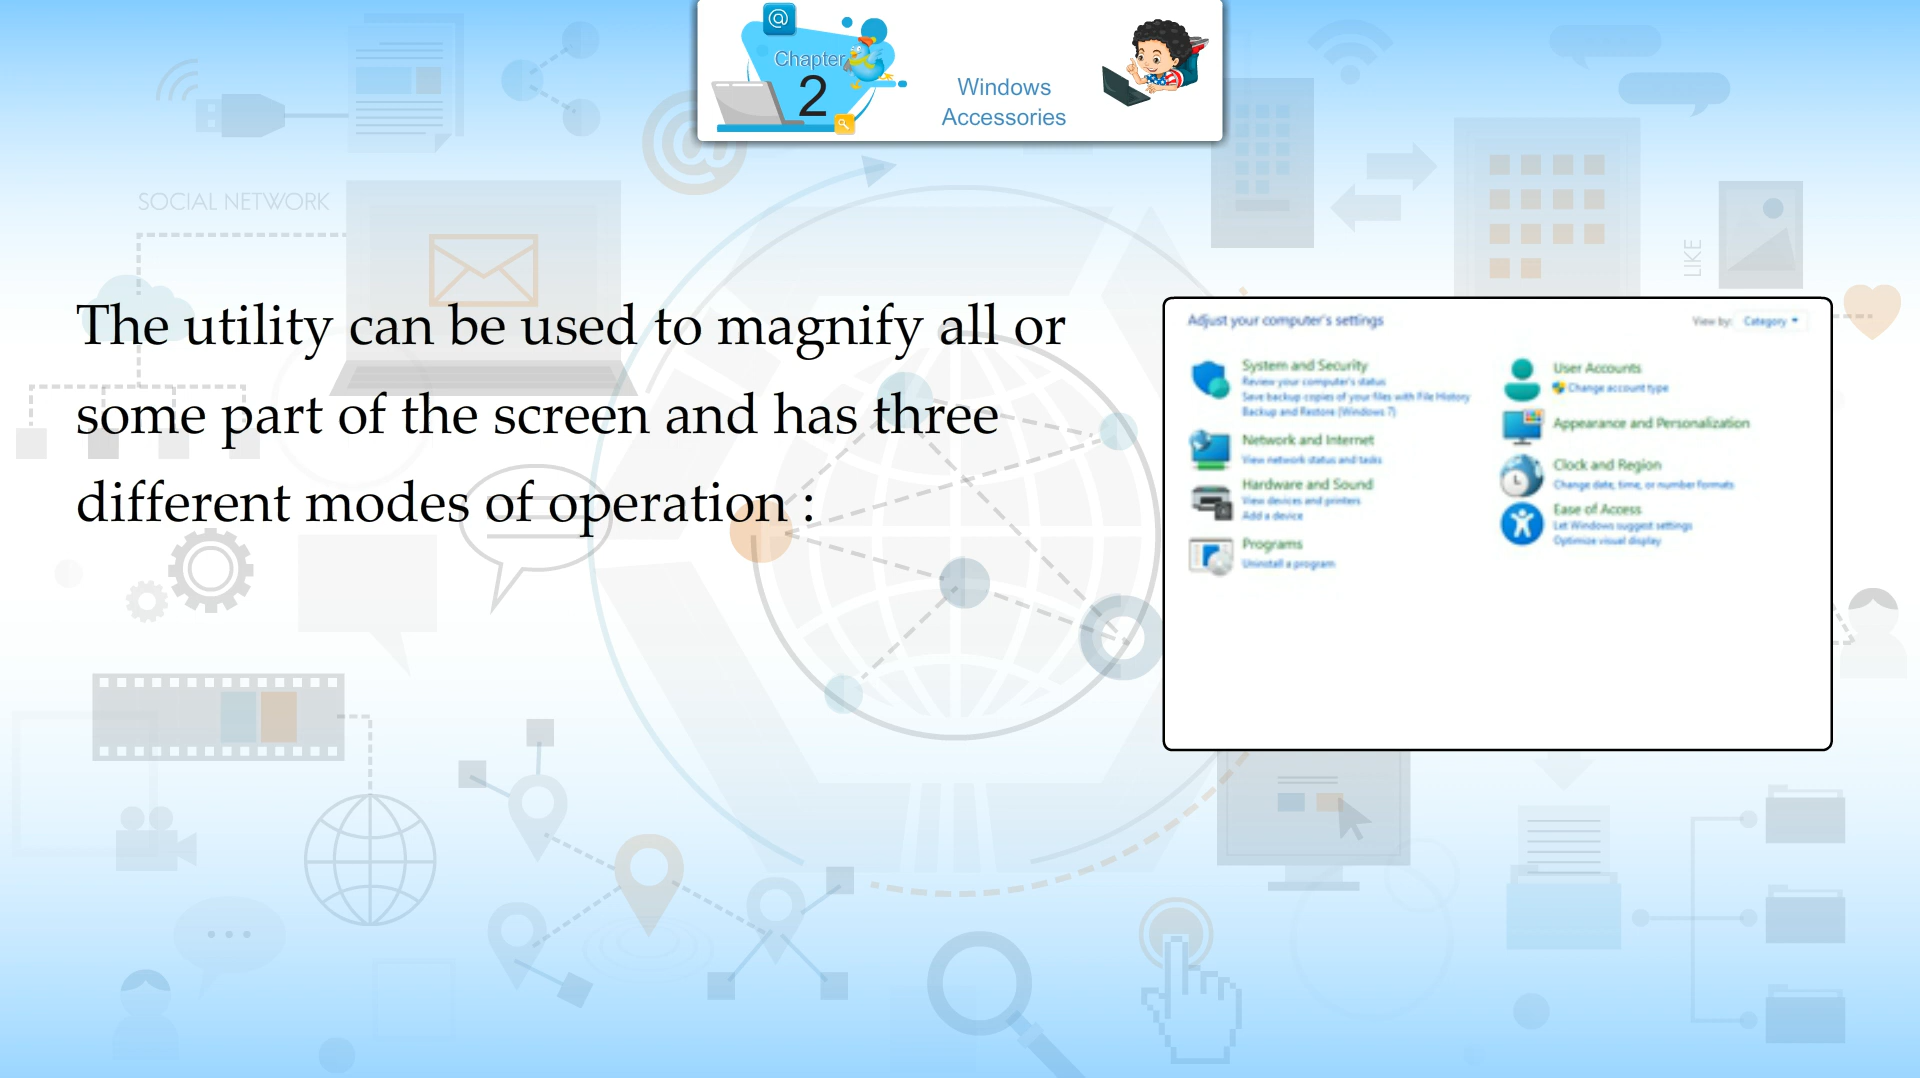 Chapter
2
Windows
Accessories
SOCIAL NETWORK
LIKE
The utility can be used to magnify all or
some part of the screen and has three
different modes of operation :
Adjust your computer's settings
View by: Category
System and Security
Review your computer's status
Save backup copies of your files with File History
Backup and Restore (Windows 7)
Network and Internet
View network status and tasks
Hardware and Sound
View devices and printers
Add a device
Programs
Uninstall a program
User Accounts
Change account type
Appearance and Personalization
Clock and Region
Change date, time, or number formats
Ease of Access
Let Windows suggest settings
Optimize visual display